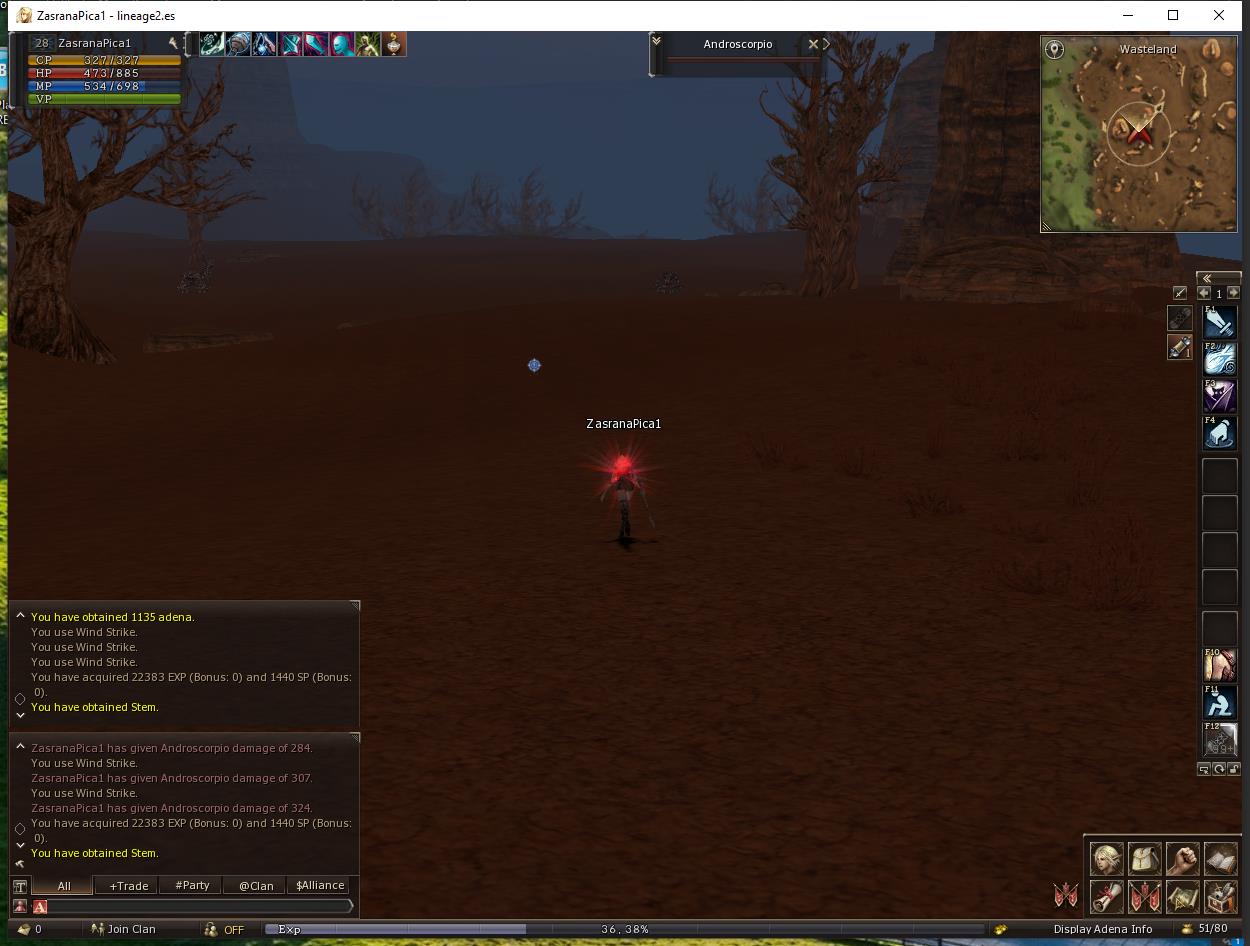 ZasranaPica1 - lineage2.es
28 ZasranaPica1
CP 327/327
HP 473/885
MP 534/698
VP
Androscorpio
Wasteland
1
F1
1
F2
F3
F4
ZasranaPica1
You have obtained 1135 adena.
You use Wind Strike.
You use Wind Strike.
You use Wind Strike.
You have acquired 22383 EXP (Bonus: 0) and 1440 SP (Bonus:
0).
You have obtained Stem.
F10
F11
F12
99+
ZasranaPica1 has given Androscorpio damage of 284.
You use Wind Strike.
ZasranaPica1 has given Androscorpio damage of 307.
You use Wind Strike.
ZasranaPica1 has given Androscorpio damage of 324.
You have acquired 22383 EXP (Bonus: 0) and 1440 SP (Bonus:
0).
You have obtained Stem.
T All +Trade #Party @Clan $Alliance
A
0 Join Clan OFF Exp 36.38% Display Adena Info 51/80